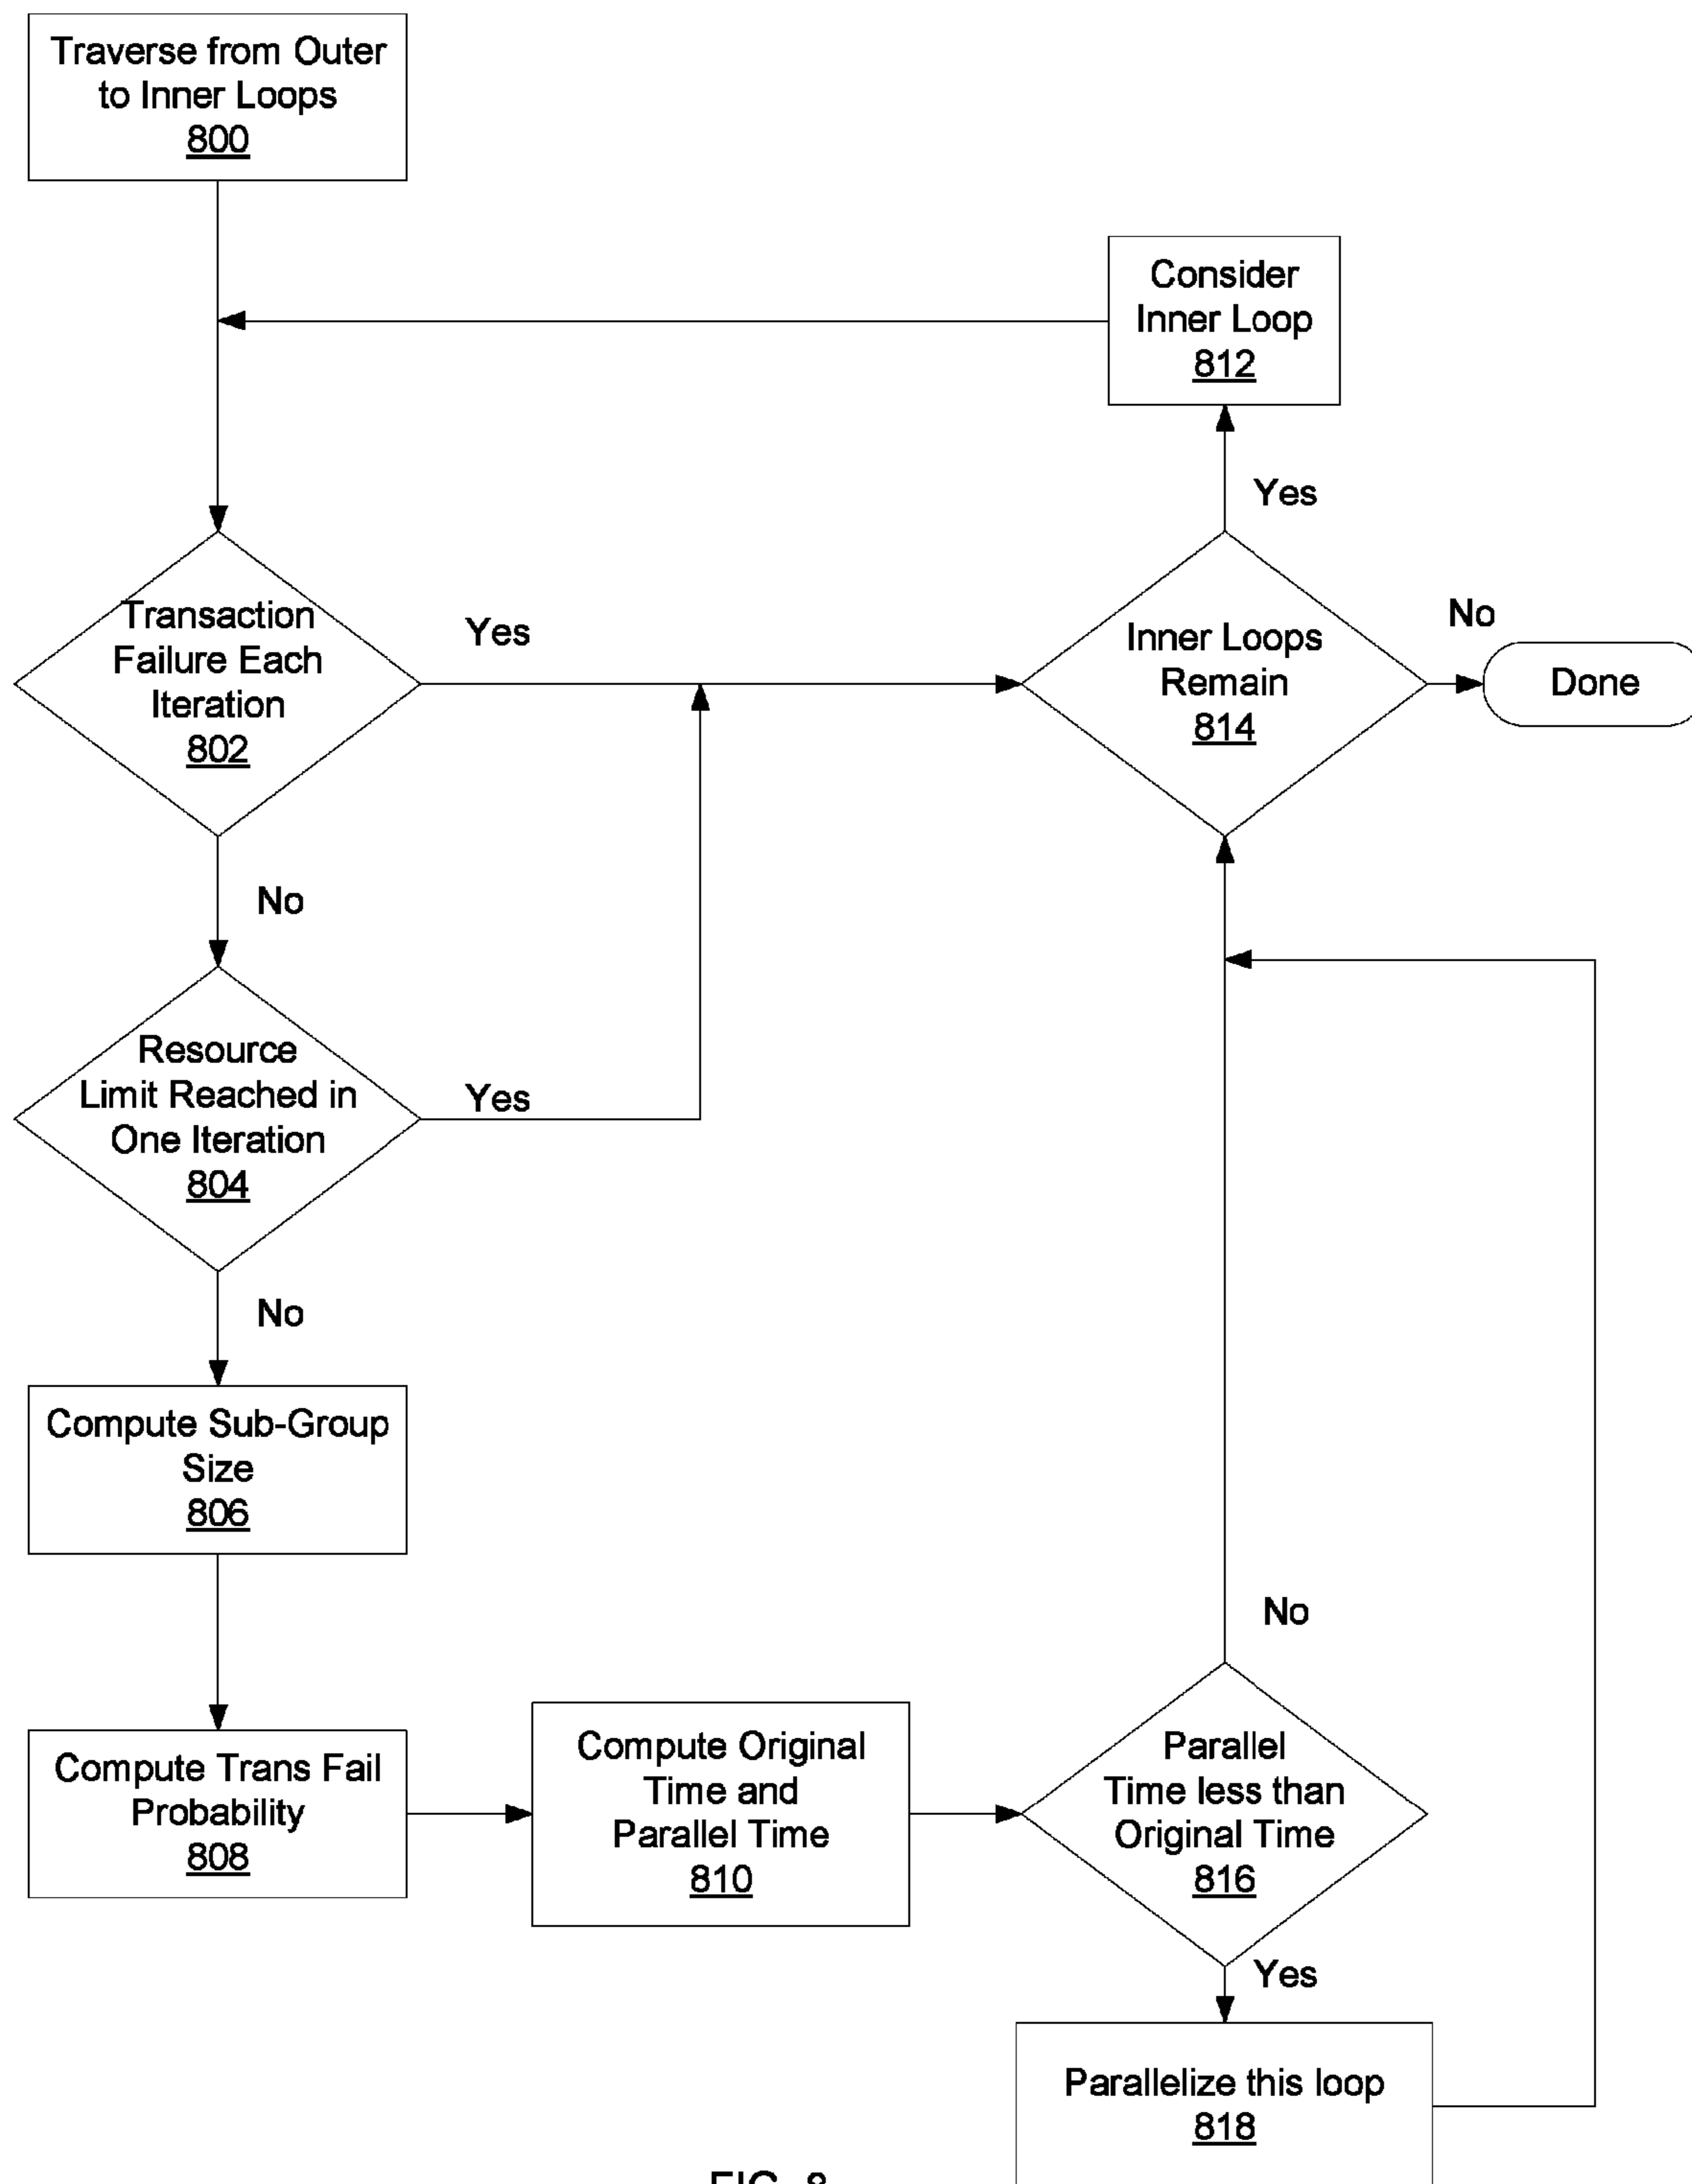 Traverse from Outer
to Inner Loops
800
Consider
Inner Loop
812
Yes
Transaction
Failure Each
Iteration
802
Yes
Inner Loops
Remain
814
No
Done
No
Resource
Limit Reached in
One Iteration
804
Yes
No
Compute Sub-Group
Size
806
Compute Trans Fail
Probability
808
Compute Original
Time and
Parallel Time
810
No
Parallel
Time less than
Original Time
816
Yes
Parallelize this loop
818
FIG. 8